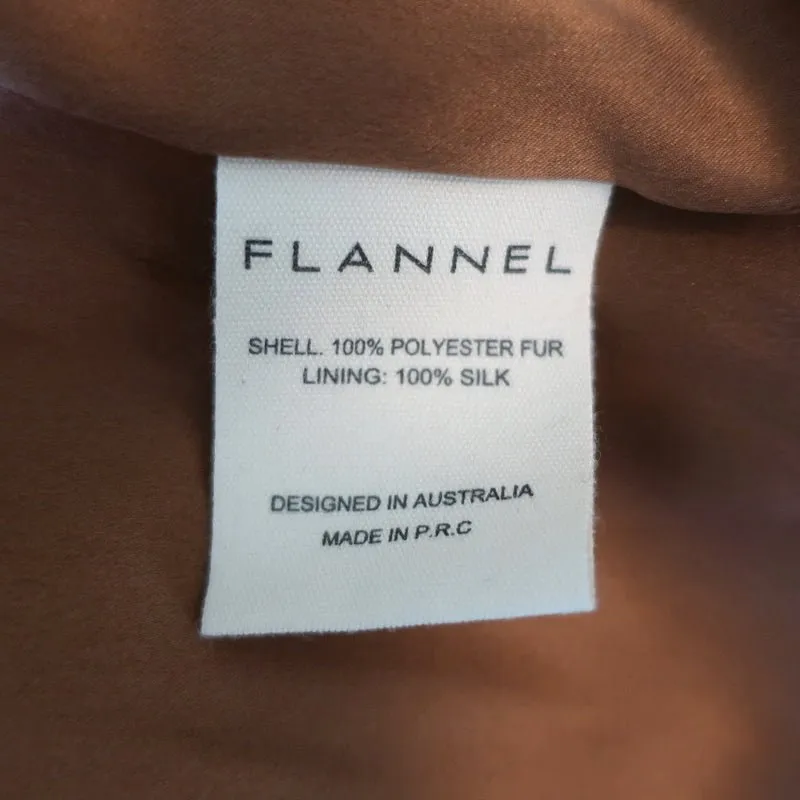 FLANNEL
SHELL. 100% POLYESTER FUR
LINING: 100% SILK
DESIGNED IN AUSTRALIA
MADE IN P.R.C